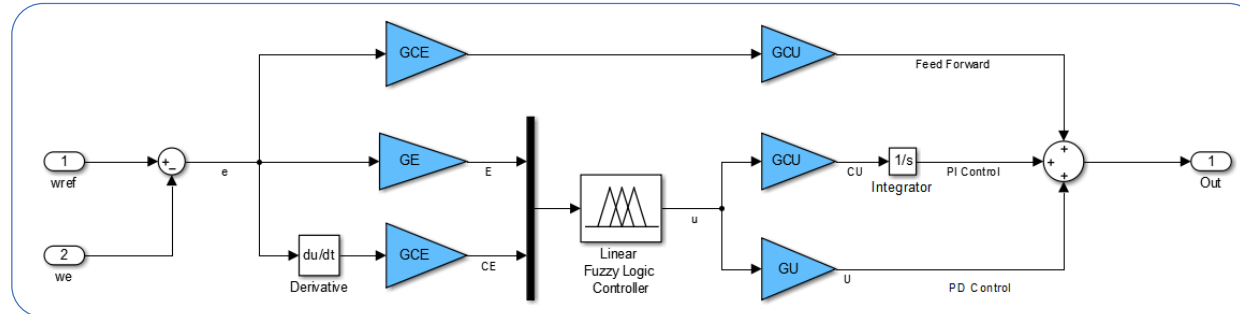 GCE
GCU
Feed Forward
1
wref
+
−
e
GE
E
GCU
CU
1/s
Integrator
PI Control
+
+
+
1
Out
2
we
du/dt
Derivative
GCE
CE
Linear
Fuzzy Logic
Controller
u
GU
U
PD Control